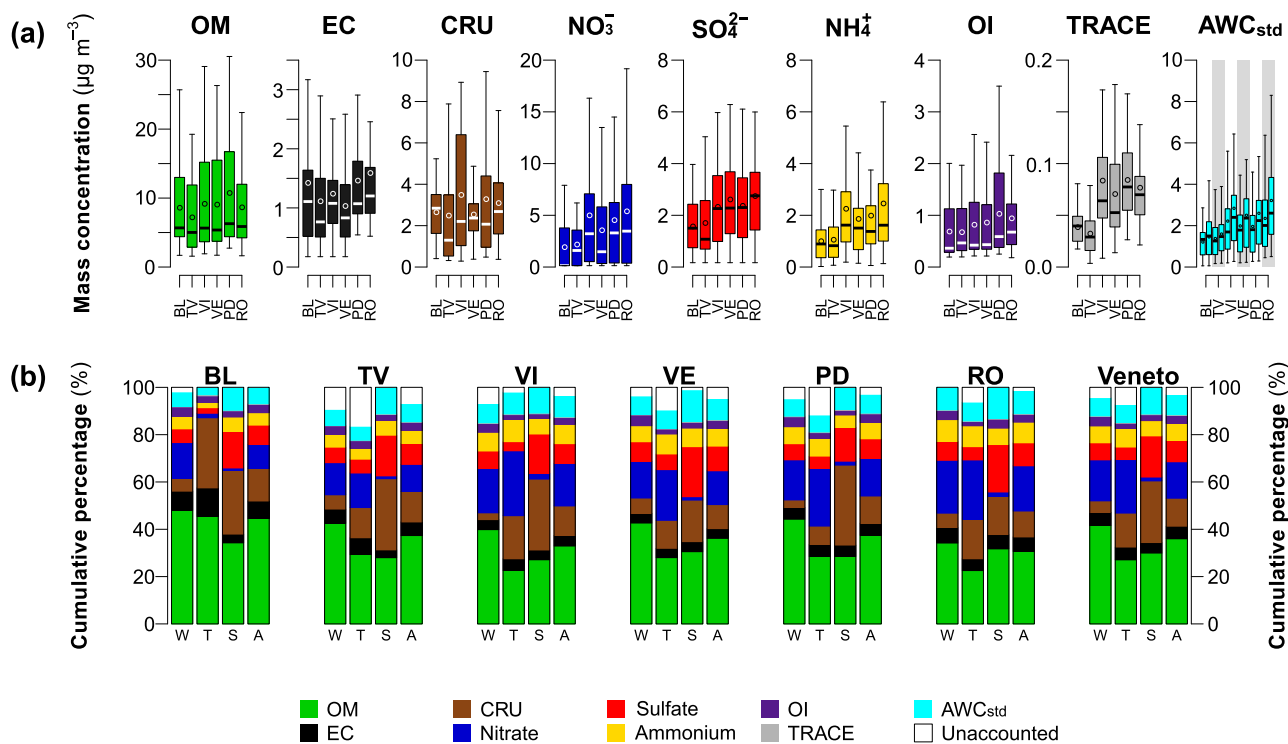 (a)
OM EC CRU NO₃⁻ SO₄²⁻ NH₄⁺ OI TRACE AWCstd
Mass concentration (µg m⁻³)
30 20 10 0
3 2 1 0
10 8 6 4 2 0
20 15 10 5 0
8 6 4 2 0
8 6 4 2 0
4 3 2 1 0
0.2 0.1 0.0
10 8 6 4 2 0
BL TV VI VE PD RO
BL TV VI VE PD RO
BL TV VI VE PD RO
BL TV VI VE PD RO
BL TV VI VE PD RO
BL TV VI VE PD RO
BL TV VI VE PD RO
BL TV VI VE PD RO
BL TV VI VE PD RO
(b)
BL TV VI VE PD RO Veneto
Cumulative percentage (%)
100 80 60 40 20 0
100 80 60 40 20 0
Cumulative percentage (%)
W T S A
W T S A
W T S A
W T S A
W T S A
W T S A
W T S A
OM CRU Sulfate OI AWCstd
EC Nitrate Ammonium TRACE Unaccounted